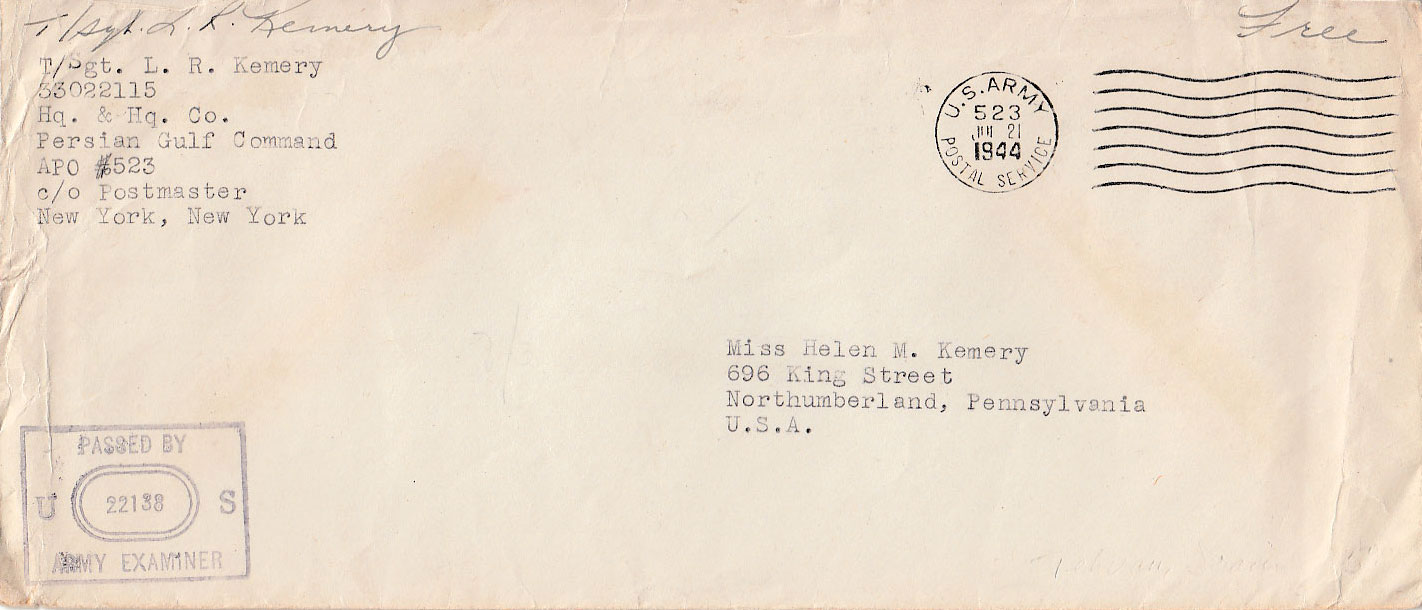 T/Sgt. L. R. Kemery
Free
T/Sgt. L. R. Kemery
33022115
Hq. & Hq. Co.
Persian Gulf Command
APO #523
c/o Postmaster
New York, New York
U.S. ARMY
523
21
1944
POSTAL SERVICE
Miss Helen M. Kemery
696 King Street
Northumberland, Pennsylvania
U.S.A.
PASSED BY
U 22138 S
ARMY EXAMINER
Teheran, Iran